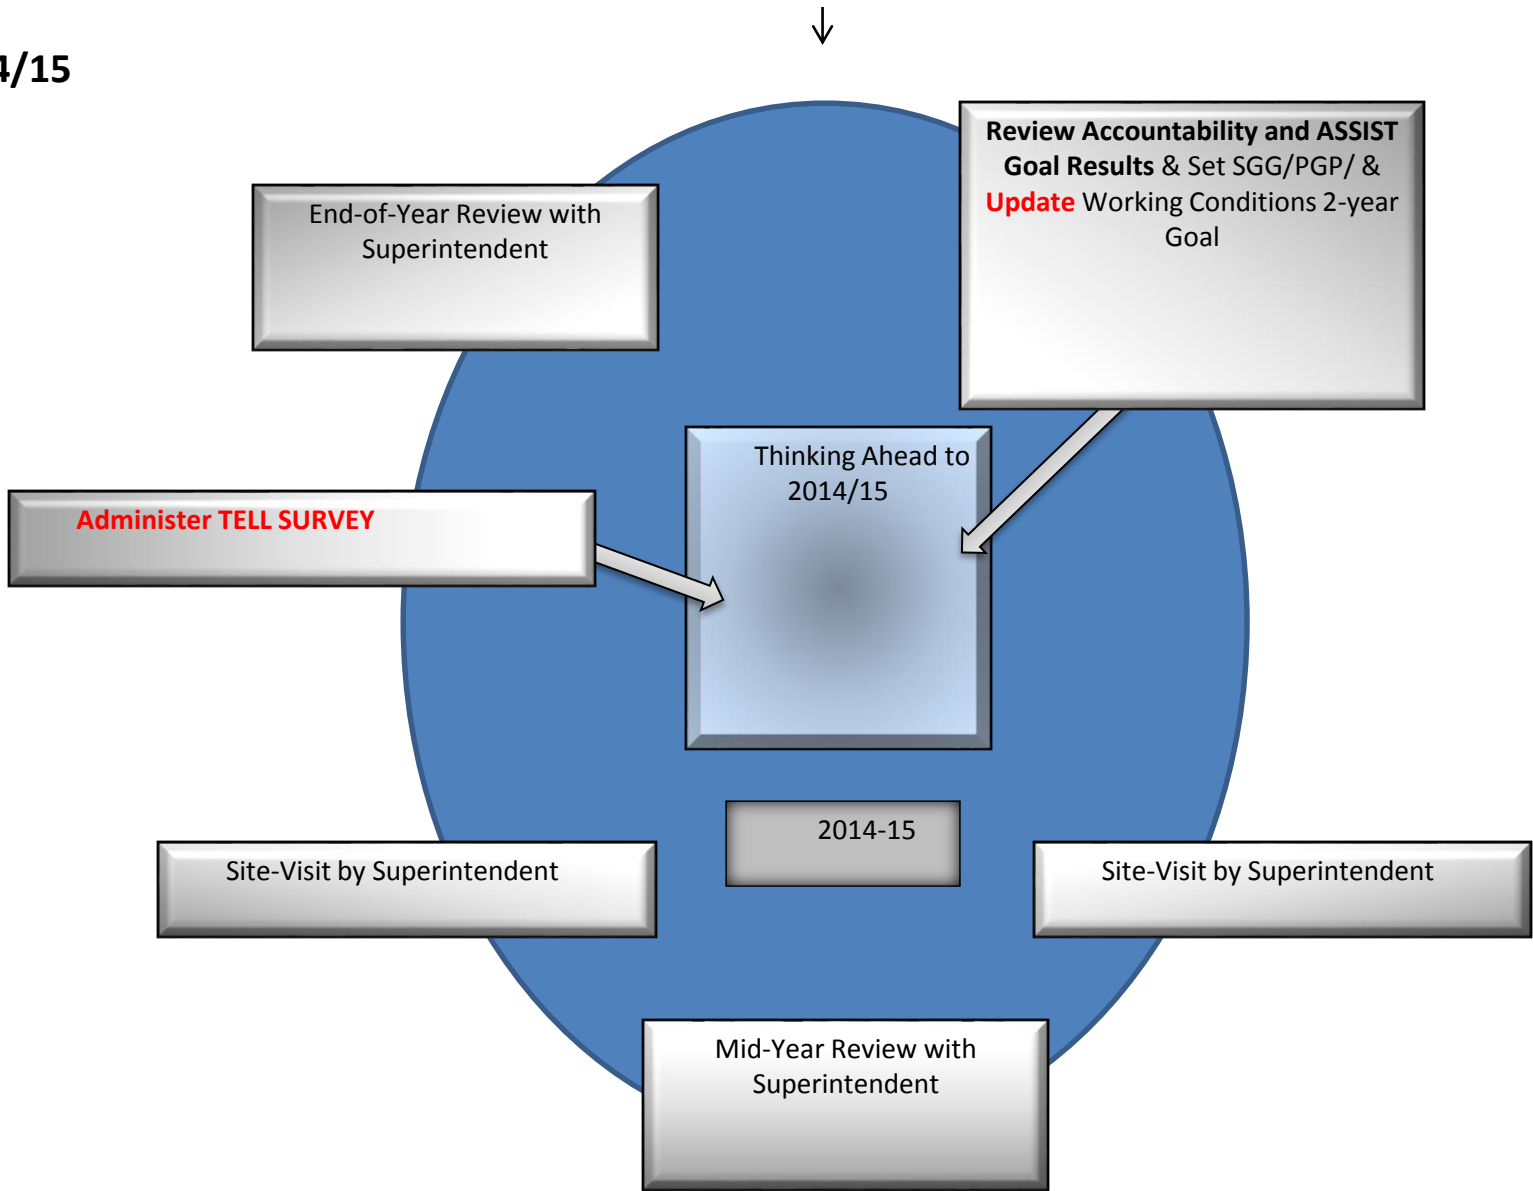 4/15
Review Accountability and ASSIST
Goal Results & Set SGG/PGP/ &
Update Working Conditions 2-year
Goal
End-of-Year Review with
Superintendent
Thinking Ahead to
2014/15
Administer TELL SURVEY
2014-15
Site-Visit by Superintendent
Site-Visit by Superintendent
Mid-Year Review with
Superintendent